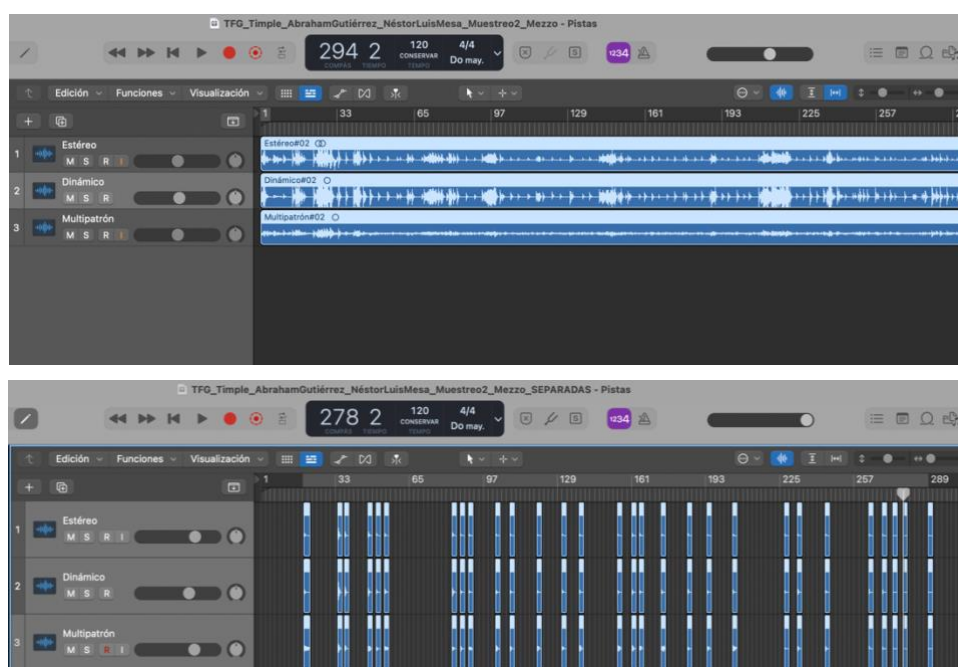 TFG_Timple_AbrahamGutiérrez_NéstorLuisMesa_Muestreo2_Mezzo - Pistas
294 2 120 4/4
CONSERVAR Do may.
COMPÁS TIEMPO TEMPO
S 1234
Edición Funciones Visualización
1 33 65 97 129 161 193 225 257
1 Estéreo
M S R I
Estéreo#02
2 Dinámico
M S R
Dinámico#02
3 Multipatrón
M S R I
Multipatrón#02
TFG_Timple_AbrahamGutiérrez_NéstorLuisMesa_Muestreo2_Mezzo_SEPARADAS - Pistas
278 2 120 4/4
CONSERVAR Do may.
COMPÁS TIEMPO TEMPO
S 1234
Edición Funciones Visualización
1 33 65 97 129 161 193 225 257 289
1 Estéreo
M S R I
2 Dinámico
M S R
3 Multipatrón
M S R I